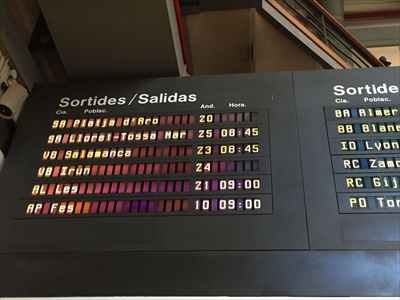 Sortides/Salidas
Cia. Poblac. And. Hora.
SA Platja d'Aro 20
SA Lloret-Tossa Mar 25 08:45
VB Salamanca 23 08:45
VB Irún 24
AL Les 21 09:00
AP Fes 10 09:00
Sortides
Cia. Poblac.
BA Almer
BB Blane
IO Lyon
RC Zamo
RC Gij
PO Tor